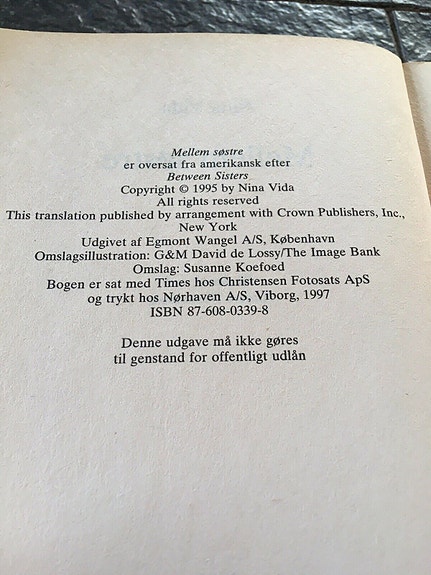 Mellem søstre
er oversat fra amerikansk efter
Between Sisters
Copyright © 1995 by Nina Vida
All rights reserved
This translation published by arrangement with Crown Publishers, Inc.,
New York
Udgivet af Egmont Wangel A/S, København
Omslagsillustration: G&M David de Lossy/The Image Bank
Omslag: Susanne Koefoed
Bogen er sat med Times hos Christensen Fotosats ApS
og trykt hos Nørhaven A/S, Viborg, 1997
ISBN 87-608-0339-8
Denne udgave må ikke gøres
til genstand for offentligt udlån